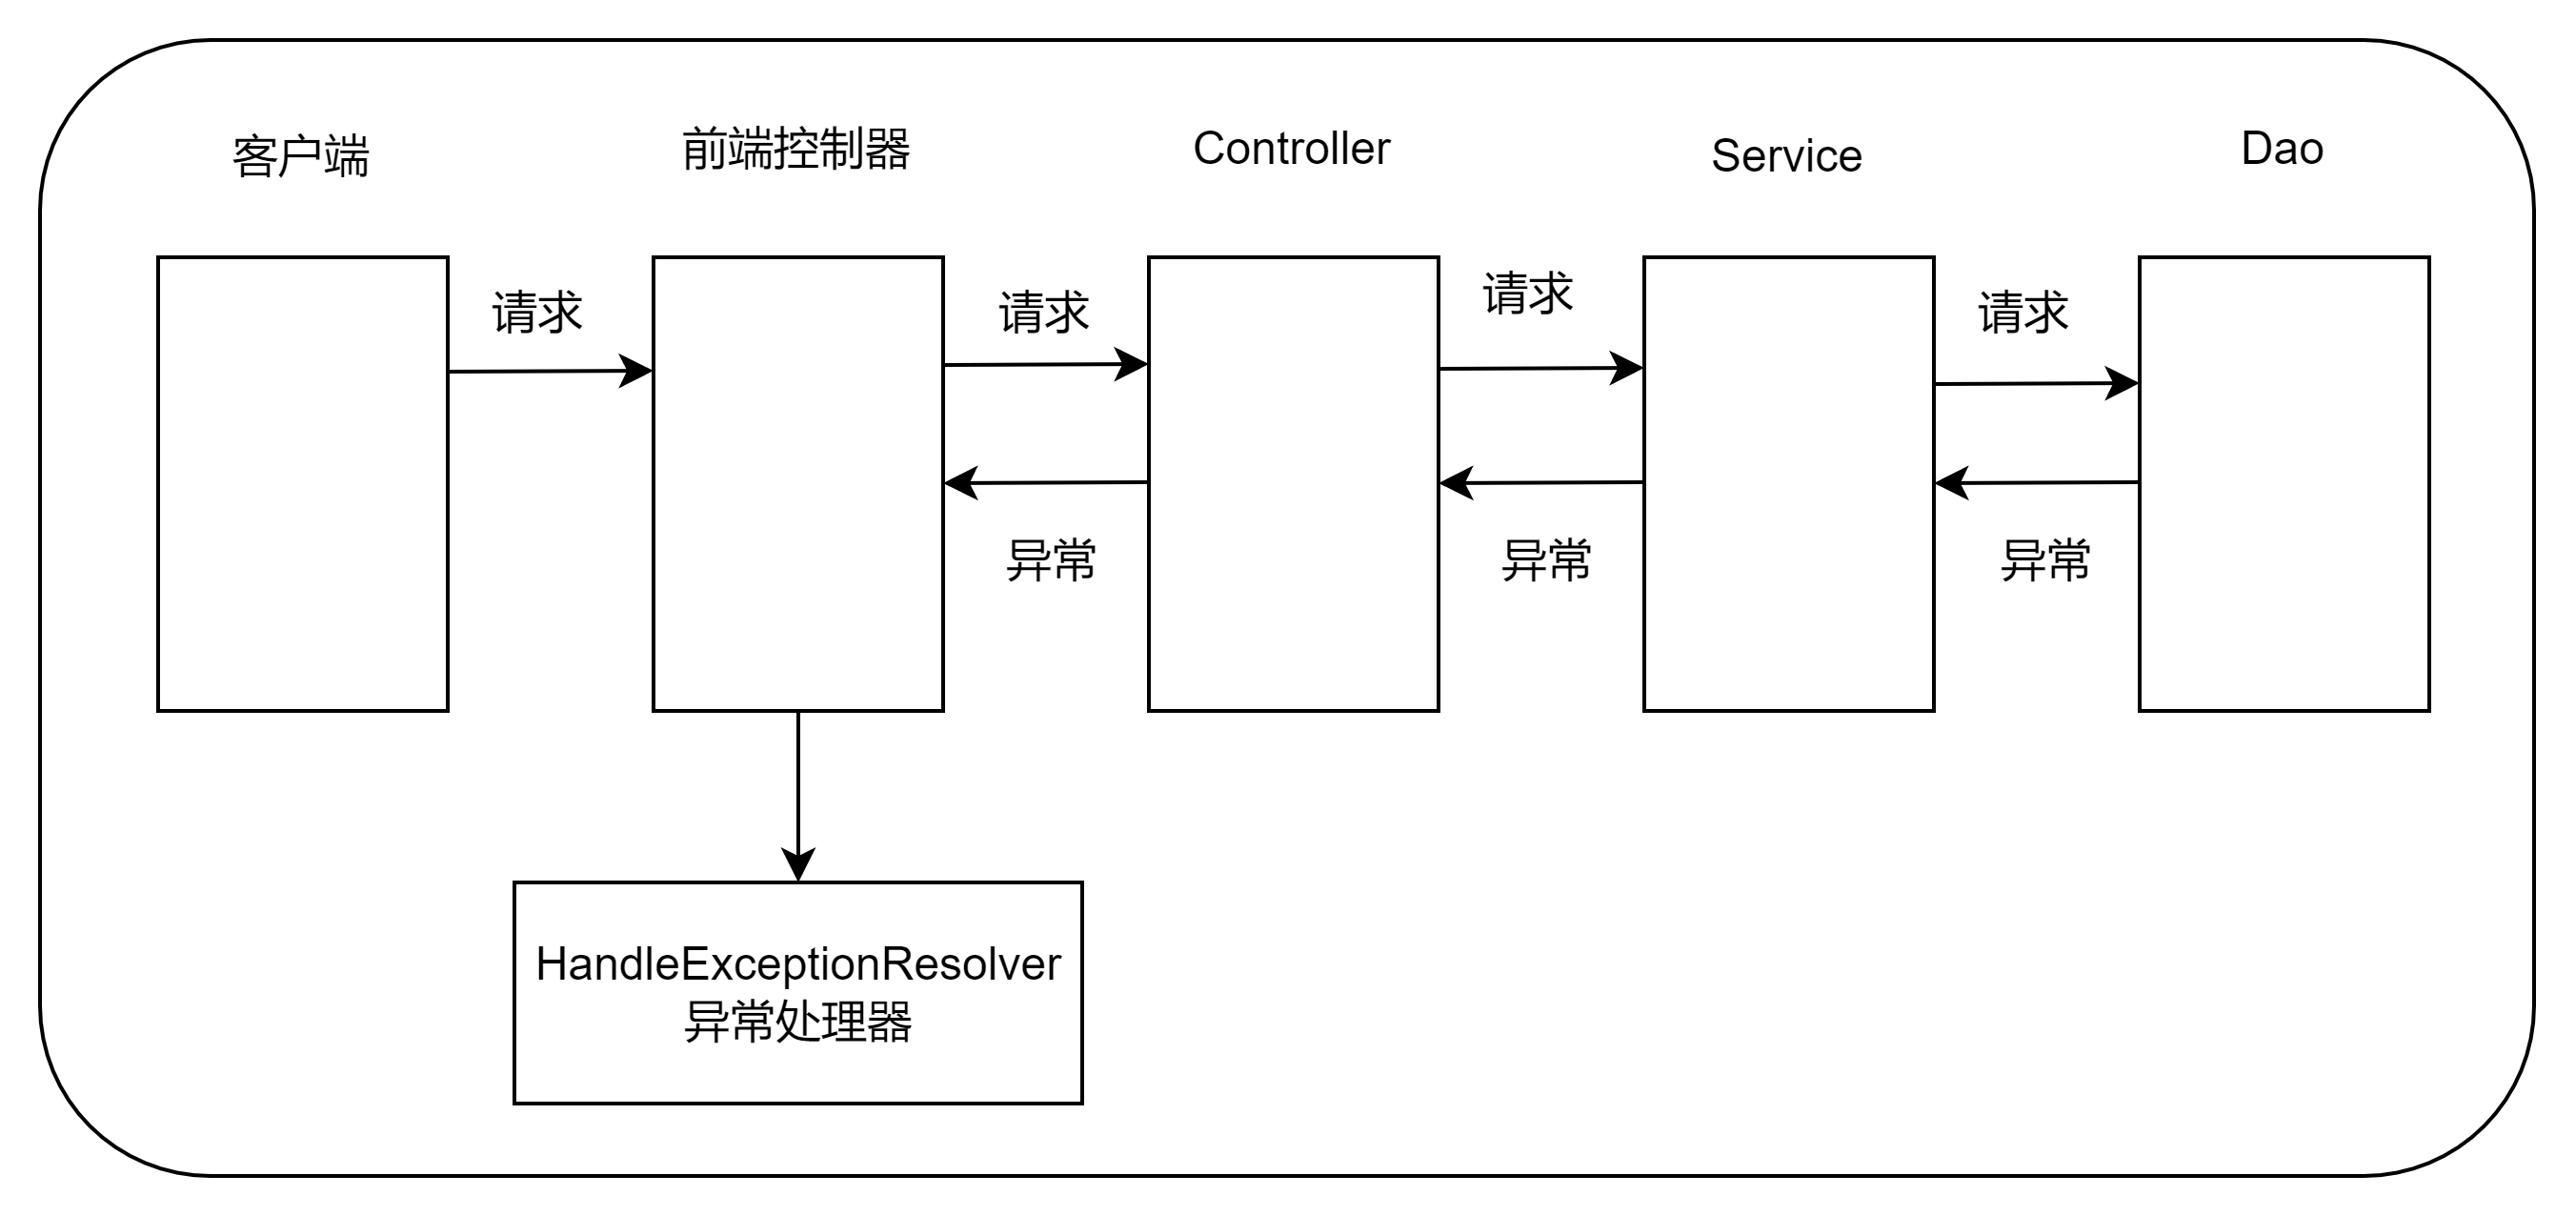 客户端
前端控制器
Controller
Service
Dao
请求
请求
请求
请求
异常
异常
异常
HandleExceptionResolver
异常处理器